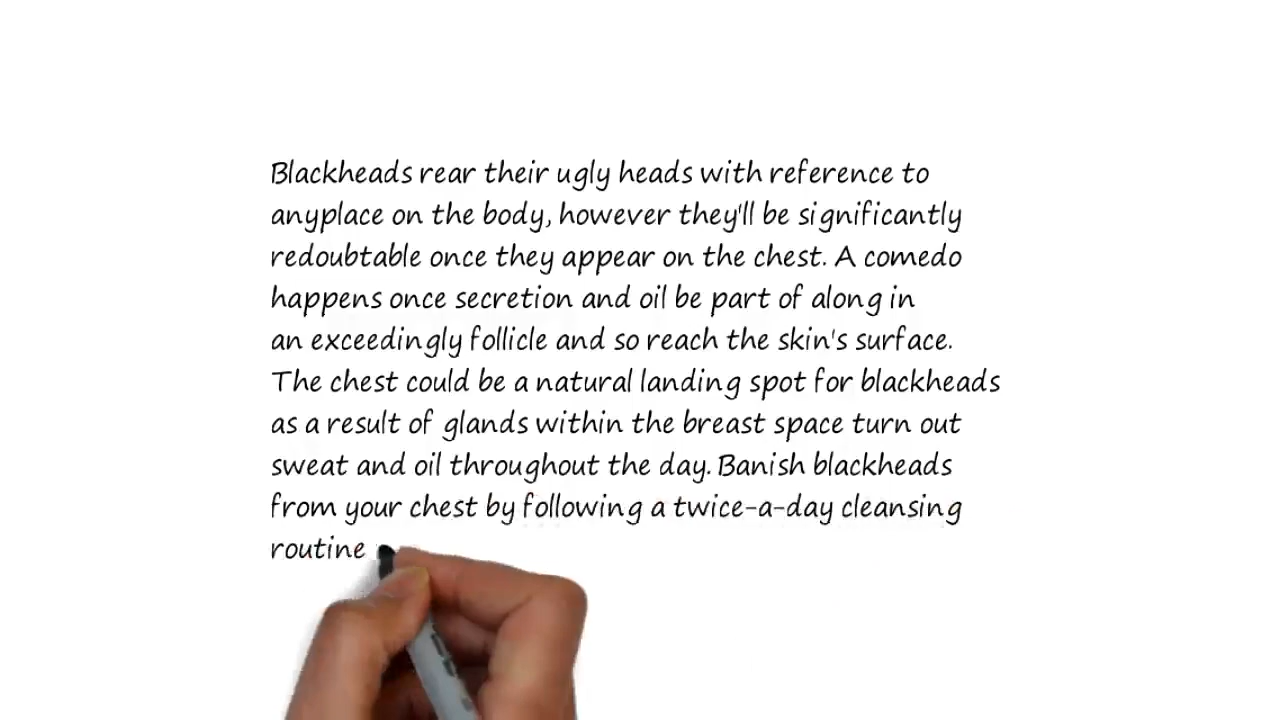 Blackheads rear their ugly heads with reference to
anyplace on the body, however they'll be significantly
redoubtable once they appear on the chest. A comedo
happens once secretion and oil be part of along in
an exceedingly follicle and so reach the skin's surface.
The chest could be a natural landing spot for blackheads
as a result of glands within the breast space turn out
sweat and oil throughout the day. Banish blackheads
from your chest by following a twice-a-day cleansing
routine